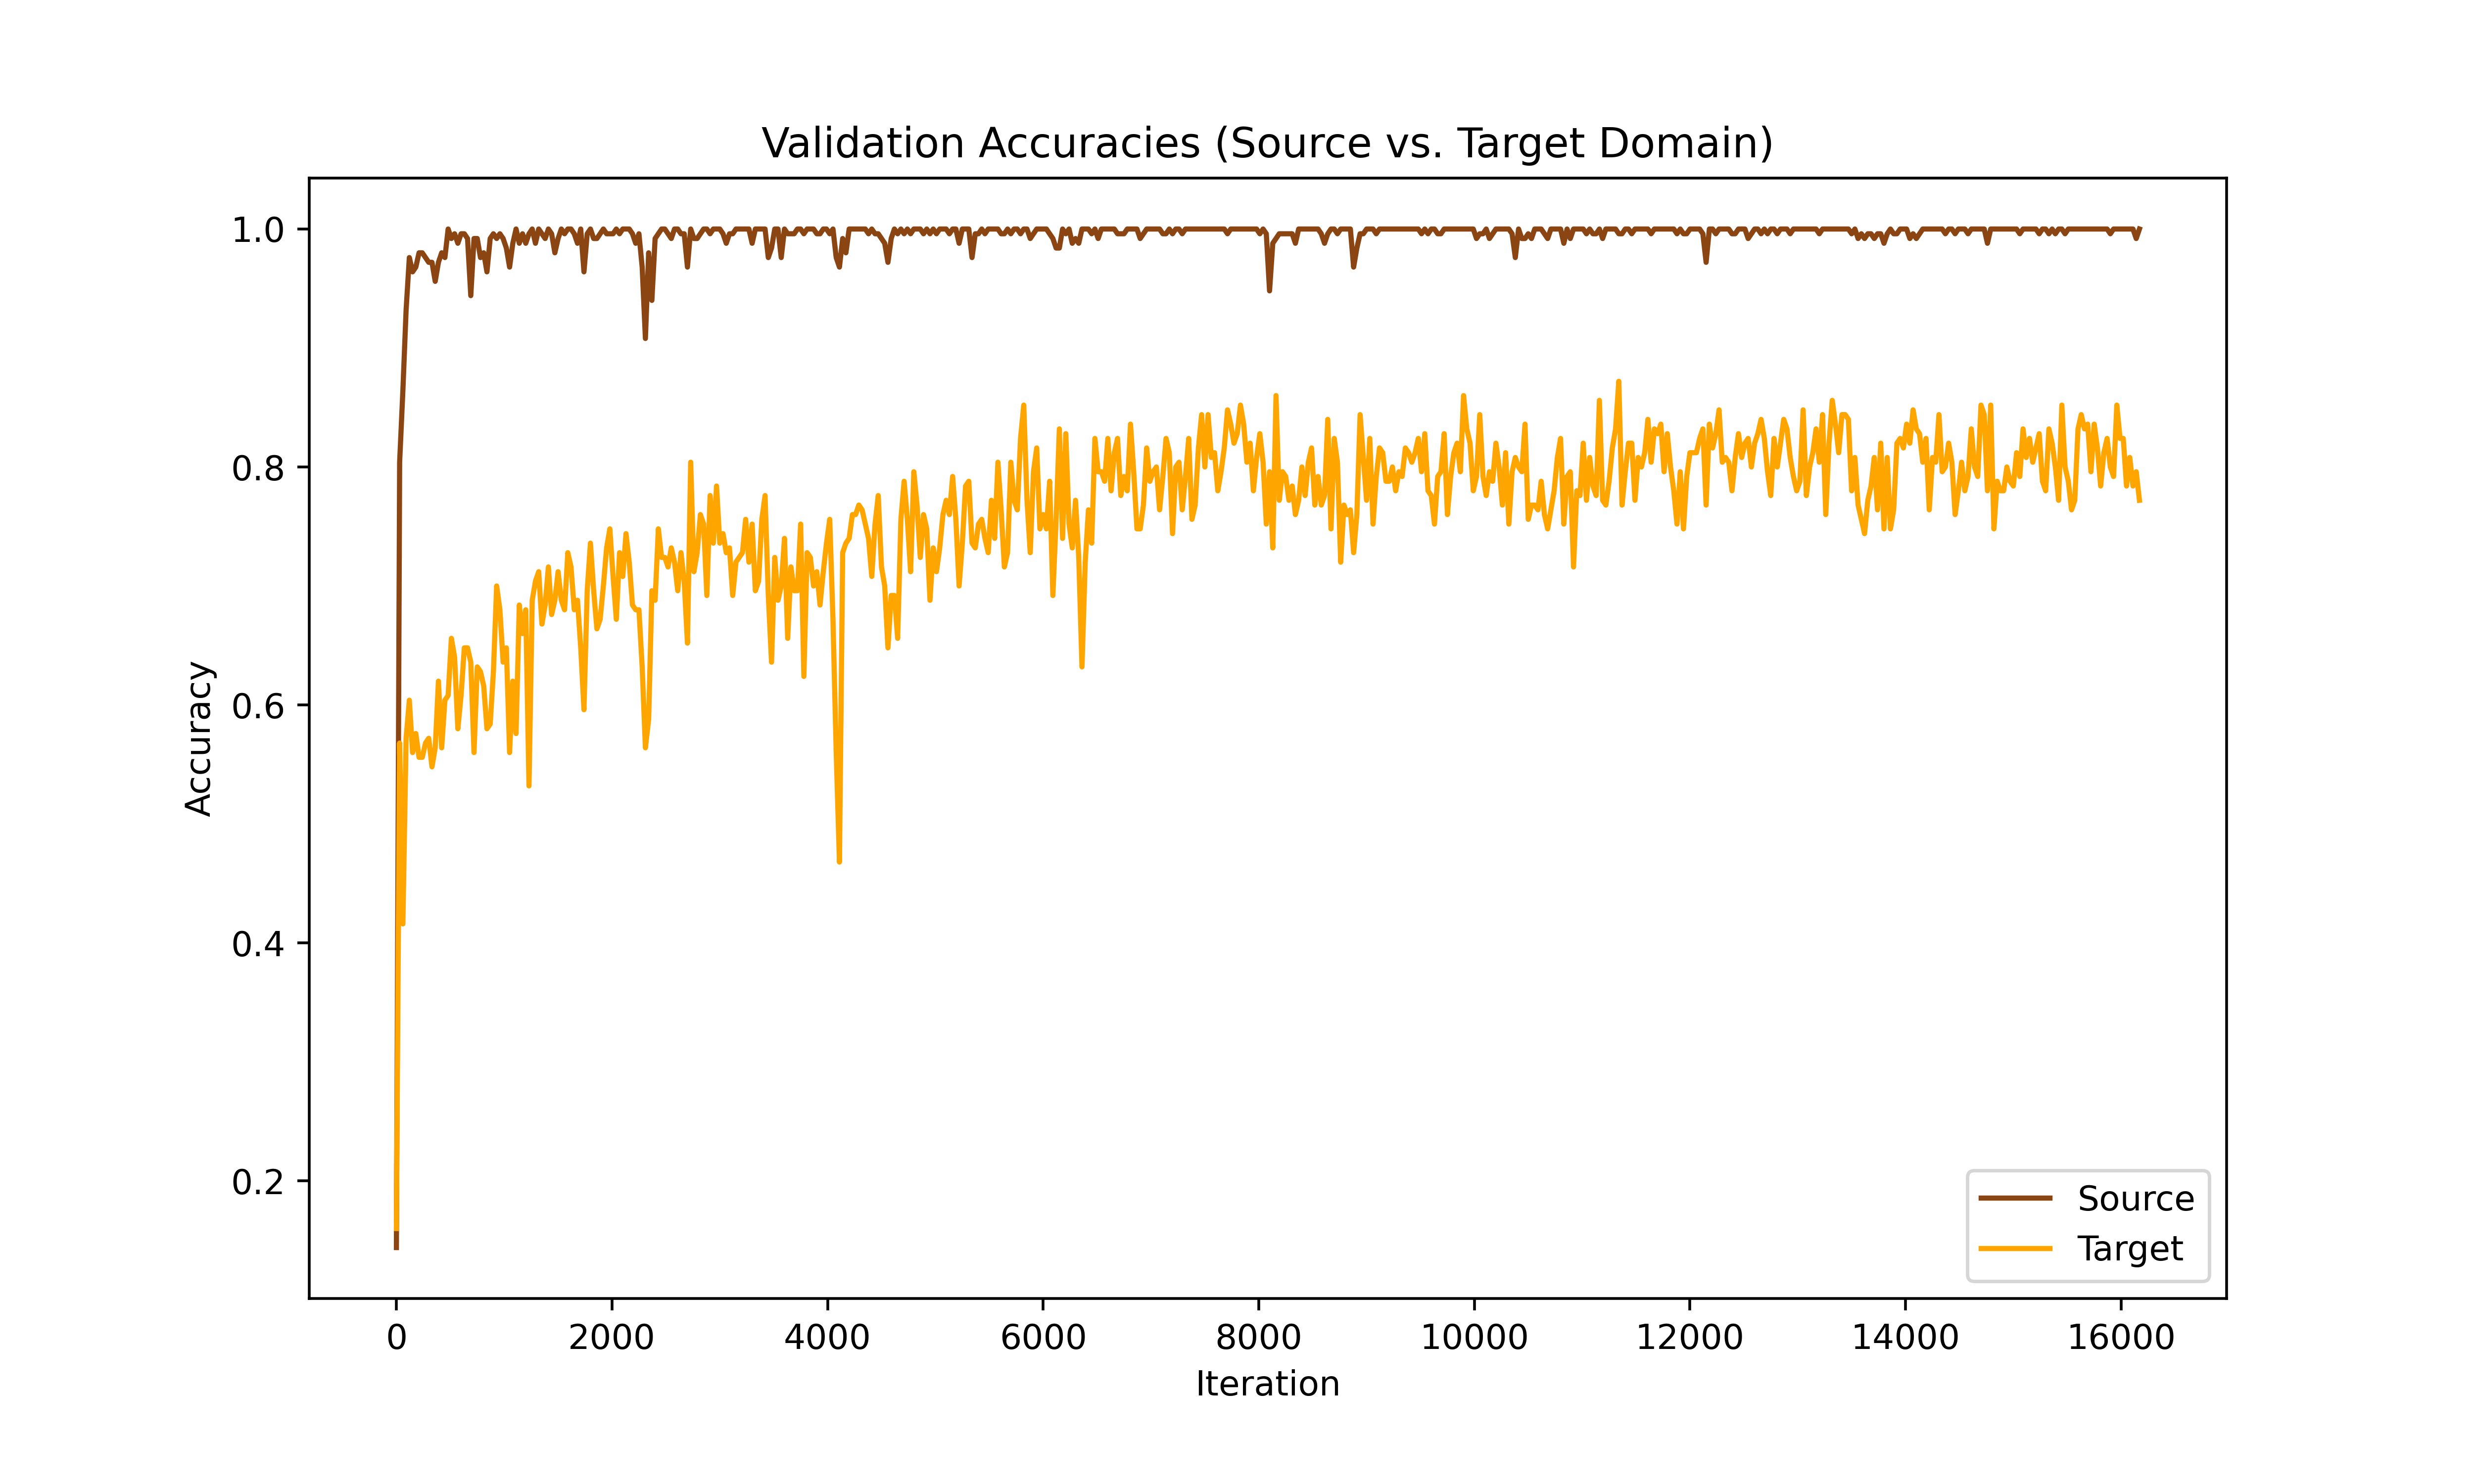 Validation Accuracies (Source vs. Target Domain)
1.0
0.8
0.6
0.4
0.2
Accuracy
0 2000 4000 6000 8000 10000 12000 14000 16000
Iteration
Source
Target